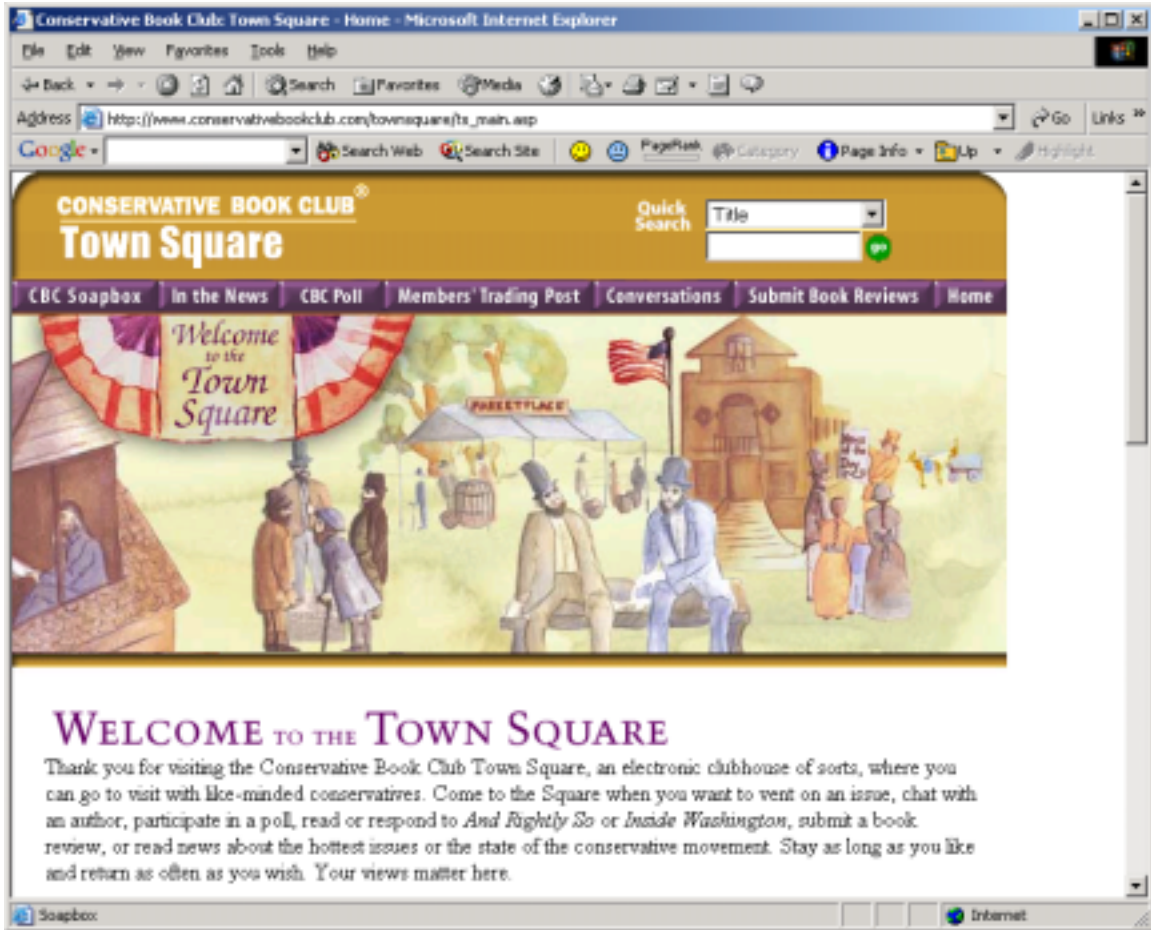 Conservative Book Club: Town Square - Home - Microsoft Internet Explorer
File Edit View Favorites Tools Help
Back Search Favorites Media
Address http://www.conservativebookclub.com/townsquare/ts_main.asp Go Links »
Google Search Web Search Site PageRank Category Page Info Up Highlight
CONSERVATIVE BOOK CLUB®
Town Square
Quick Search Title
go
CBC Soapbox In the News CBC Poll Members' Trading Post Conversations Submit Book Reviews Home
Welcome
to the
Town
Square
MARKETPLACE
News
of the
Day
WELCOME TO THE TOWN SQUARE
Thank you for visiting the Conservative Book Club Town Square, an electronic clubhouse of sorts, where you
can go to visit with like-minded conservatives. Come to the Square when you want to vent on an issue, chat with
an author, participate in a poll, read or respond to And Rightly So or Inside Washington, submit a book
review, or read news about the hottest issues or the state of the conservative movement. Stay as long as you like
and return as often as you wish. Your views matter here.
Soapbox Internet